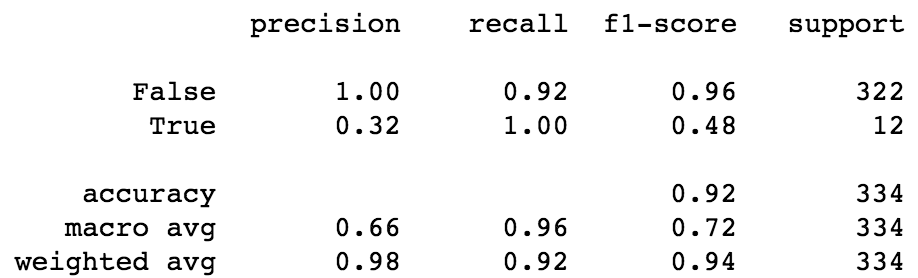 precision recall f1-score support
False 1.00 0.92 0.96 322
True 0.32 1.00 0.48 12
accuracy 0.92 334
macro avg 0.66 0.96 0.72 334
weighted avg 0.98 0.92 0.94 334